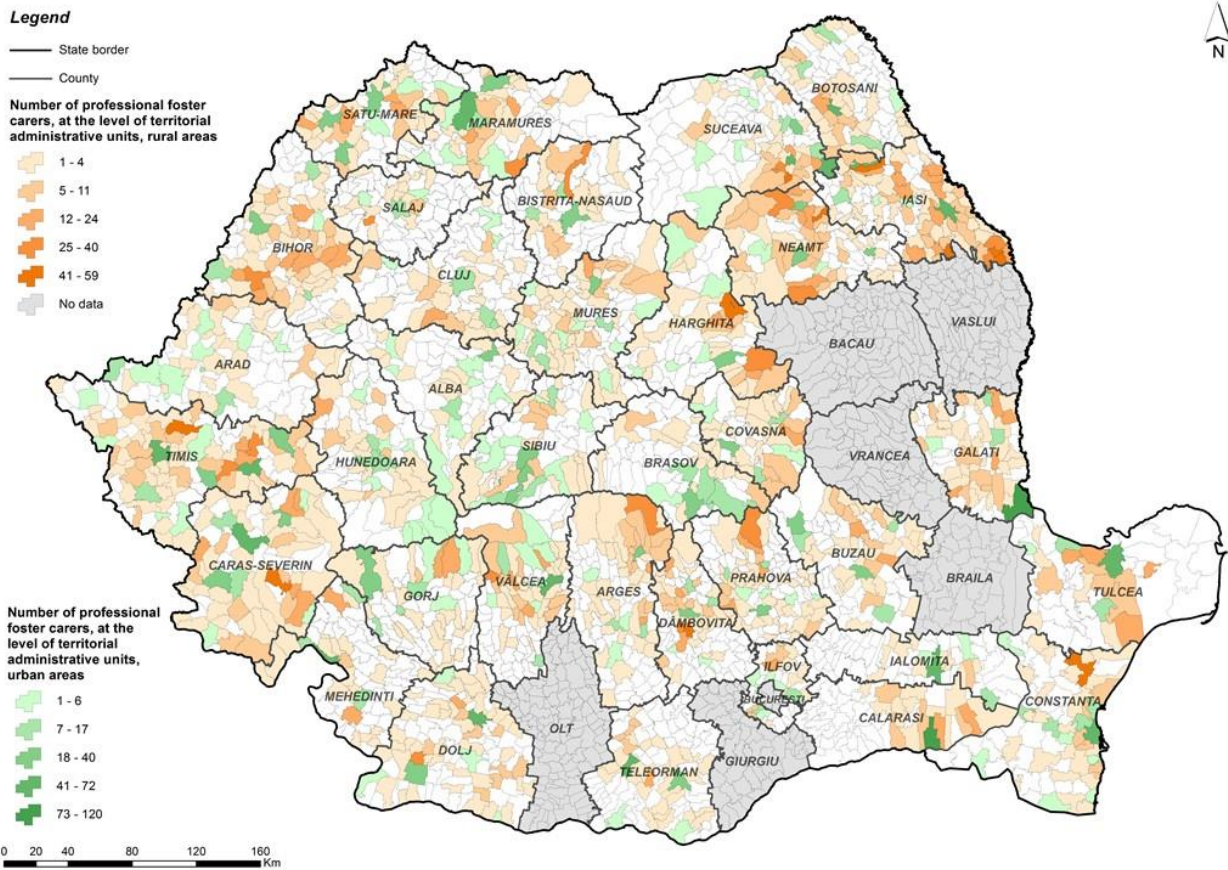 Legend
State border
County
Number of professional foster
carers, at the level of territorial
administrative units, rural areas
1 - 4
5 - 11
12 - 24
25 - 40
41 - 59
No data
Number of professional
foster carers, at the
level of territorial
administrative units,
urban areas
1 - 6
7 - 17
18 - 40
41 - 72
73 - 120
0 20 40 80 120 160
Km
N
BOTOSANI
SATU-MARE
MARAMURES
SUCEAVA
IASI
SALAJ
BISTRITA-NASAUD
BIHOR
NEAMT
CLUJ
MURES
HARGHITA
VASLUI
BACAU
ARAD
ALBA
COVASNA
SIBIU
TIMIS
HUNEDOARA
BRASOV
VRANCEA
GALATI
BUZAU
CARAS-SEVERIN
PRAHOVA
BRAILA
VÂLCEA
GORJ
ARGES
TULCEA
DÂMBOVITA
IALOMITA
ILFOV
MEHEDINTI
BUCURESTI
CONSTANTA
CALARASI
OLT
DOLJ
GIURGIU
TELEORMAN